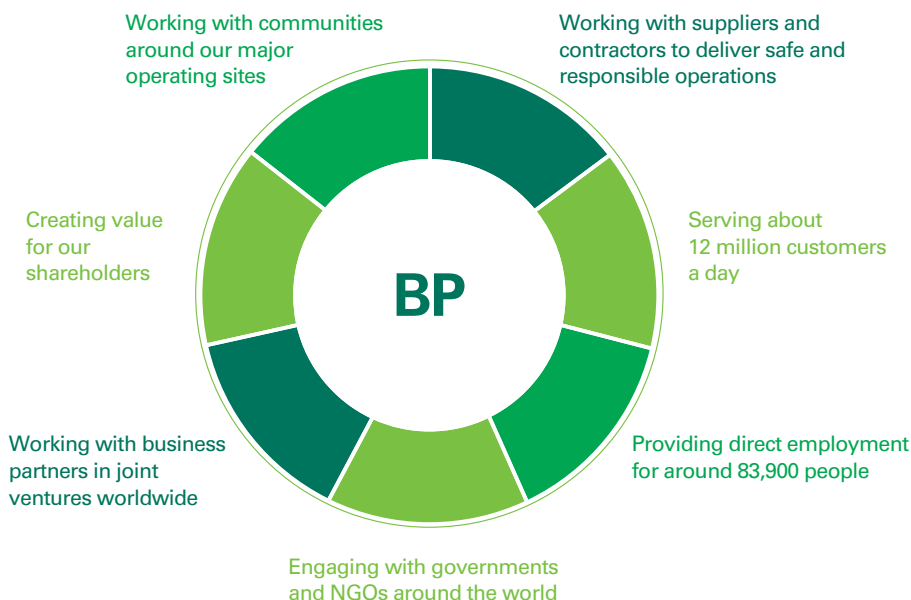 Working with communities
around our major
operating sites
Working with suppliers and
contractors to deliver safe and
responsible operations
Creating value
for our
shareholders
BP
Serving about
12 million customers
a day
Working with business
partners in joint
ventures worldwide
Providing direct employment
for around 83,900 people
Engaging with governments
and NGOs around the world